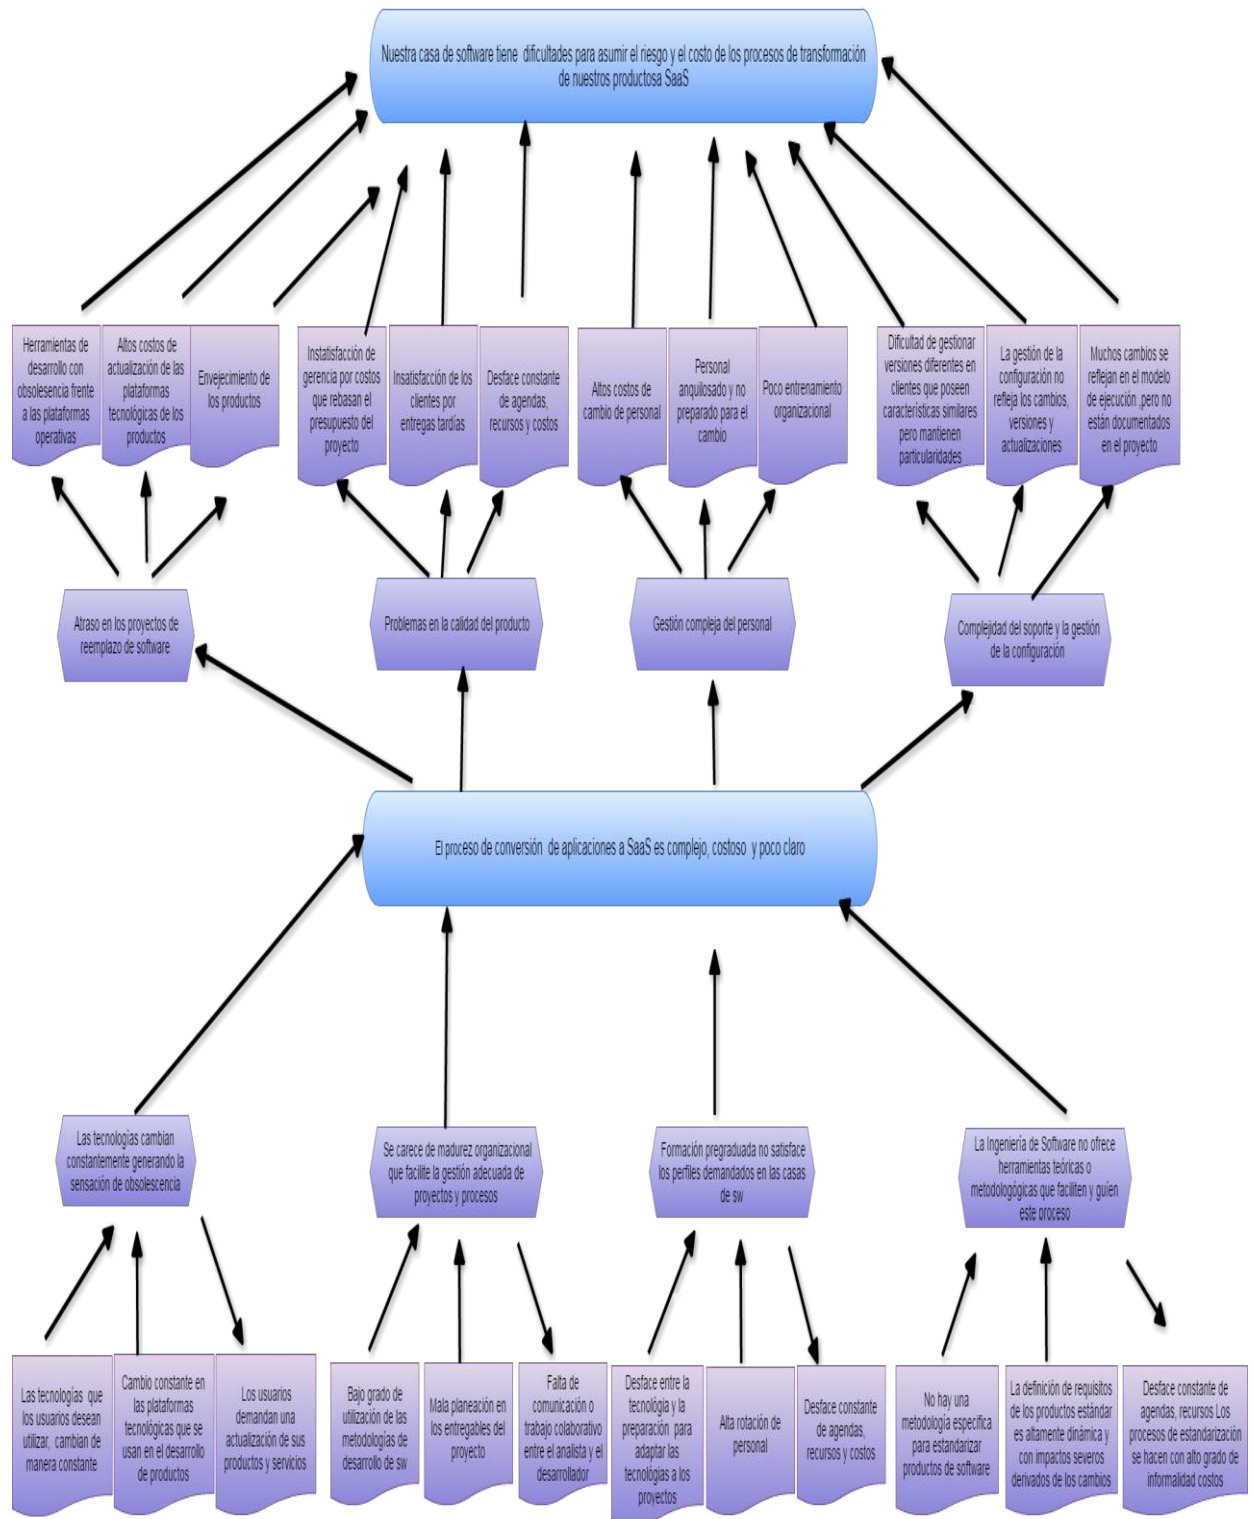 Nuestra casa de software tiene dificultades para asumir el riesgo y el costo de los procesos de transformación
de nuestros productosa SaaS
Herramientas de
desarrollo con
obsolesencia frente
a las plataformas
operativas
Altos costos de
actualización de las
plataformas
tecnológicas de los
productos
Envejecimiento de
los productos
Instatisfacción de
gerencia por costos
que rebasan el
presupuesto del
proyecto
Insatisfacción de los
clientes por
entregas tardías
Desface constante
de agendas,
recursos y costos
Altos costos de
cambio de personal
Personal
anquilosado y no
preparado para el
cambio
Poco entrenamiento
organizacional
Dificultad de gestionar
versiones diferentes en
clientes que poseen
características similares
pero mantienen
particularidades
La gestión de la
configuración no
refleja los cambios,
versiones y
actualizaciones
Muchos cambios se
reflejan en el modelo
de ejecución ,pero no
están documentados
en el proyecto
Atraso en los proyectos de
reemplazo de software
Problemas en la calidad del producto
Gestión compleja del personal
Complejidad del soporte y la gestión
de la configuración
El proceso de conversión de aplicaciones a SaaS es complejo, costoso y poco claro
Las tecnologìas cambian
constantemente generando la
sensación de obsolescencia
Se carece de madurez organizacional
que facilite la gestión adecuada de
proyectos y procesos
Formación pregraduada no satisface
los perfiles demandados en las casas
de sw
La Ingeniería de Software no ofrece
herramientas teóricas o
metodologógicas que faciliten y guíen
este proceso
Las tecnologías que
los usuarios desean
utilizar, cambian de
manera constante
Cambio constante en
las plataformas
tecnológicas que se
usan en el desarrollo
de productos
Los usuarios
demandan una
actualización de sus
productos y servicios
Bajo grado de
utilización de las
metodologías de
desarrollo de sw
Mala planeación en
los entregables del
proyecto
Falta de
comunicación o
trabajo colaborativo
entre el analista y el
desarrollador
Desface entre la
tecnología y la
preparación para
adaptar las
tecnologías a los
proyectos
Alta rotación de
personal
Desface constante
de agendas,
recursos y costos
No hay una
metodología especifica
para estandarizar
productos de software
La definición de requisitos
de los productos estándar
es altamente dinámica y
con impactos severos
derivados de los cambios
Desface constante de
agendas, recursos Los
procesos de estandarización
se hacen con alto grado de
informalidad costos